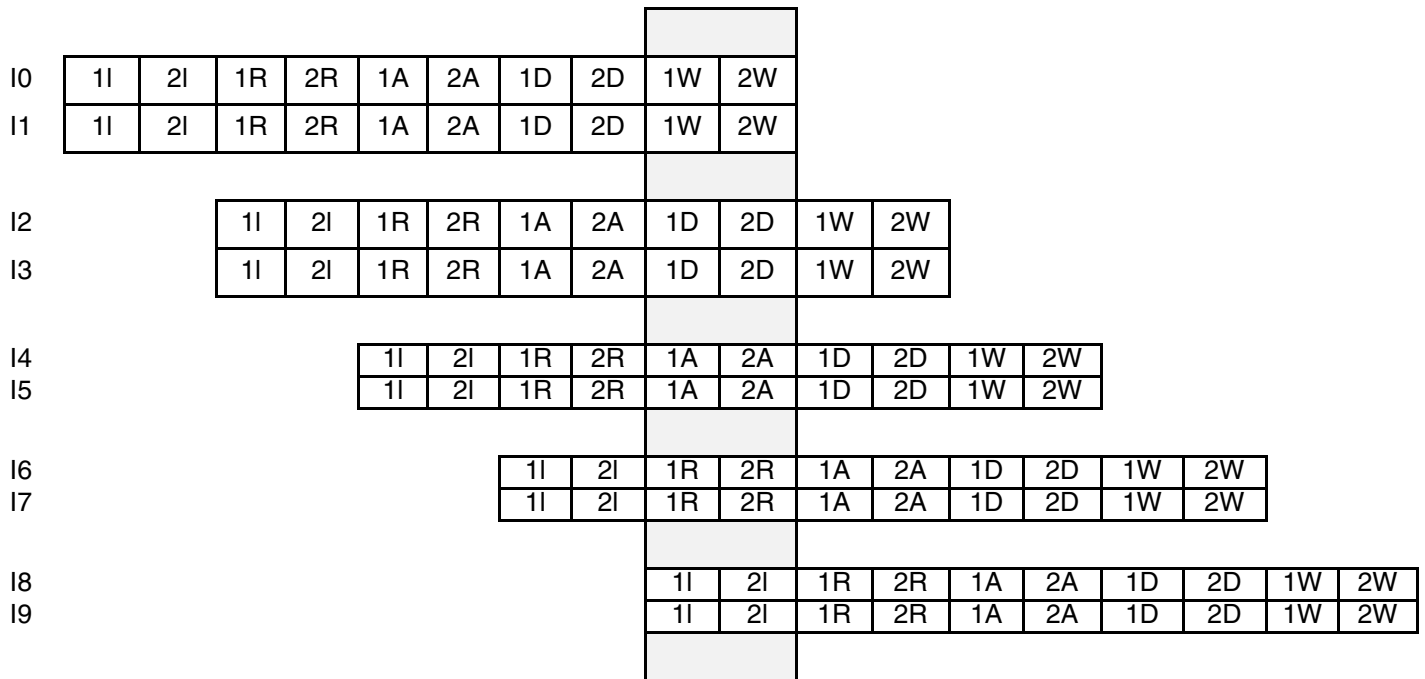 I0 1I 2I 1R 2R 1A 2A 1D 2D 1W 2W
I1 1I 2I 1R 2R 1A 2A 1D 2D 1W 2W
I2 1I 2I 1R 2R 1A 2A 1D 2D 1W 2W
I3 1I 2I 1R 2R 1A 2A 1D 2D 1W 2W
I4 1I 2I 1R 2R 1A 2A 1D 2D 1W 2W
I5 1I 2I 1R 2R 1A 2A 1D 2D 1W 2W
I6 1I 2I 1R 2R 1A 2A 1D 2D 1W 2W
I7 1I 2I 1R 2R 1A 2A 1D 2D 1W 2W
I8 1I 2I 1R 2R 1A 2A 1D 2D 1W 2W
I9 1I 2I 1R 2R 1A 2A 1D 2D 1W 2W